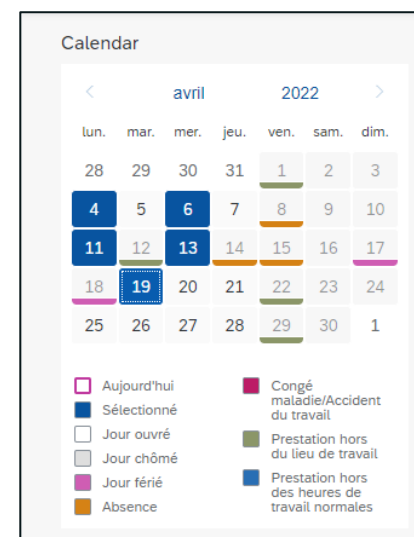 Calendar
< avril 2022 >
lun. mar. mer. jeu. ven. sam. dim.
28 29 30 31 1 2 3
4 5 6 7 8 9 10
11 12 13 14 15 16 17
18 19 20 21 22 23 24
25 26 27 28 29 30 1
Aujourd'hui
Sélectionné
Jour ouvré
Jour chômé
Jour férié
Absence
Congé
maladie/Accident
du travail
Prestation hors
du lieu de travail
Prestation hors
des heures de
travail normales